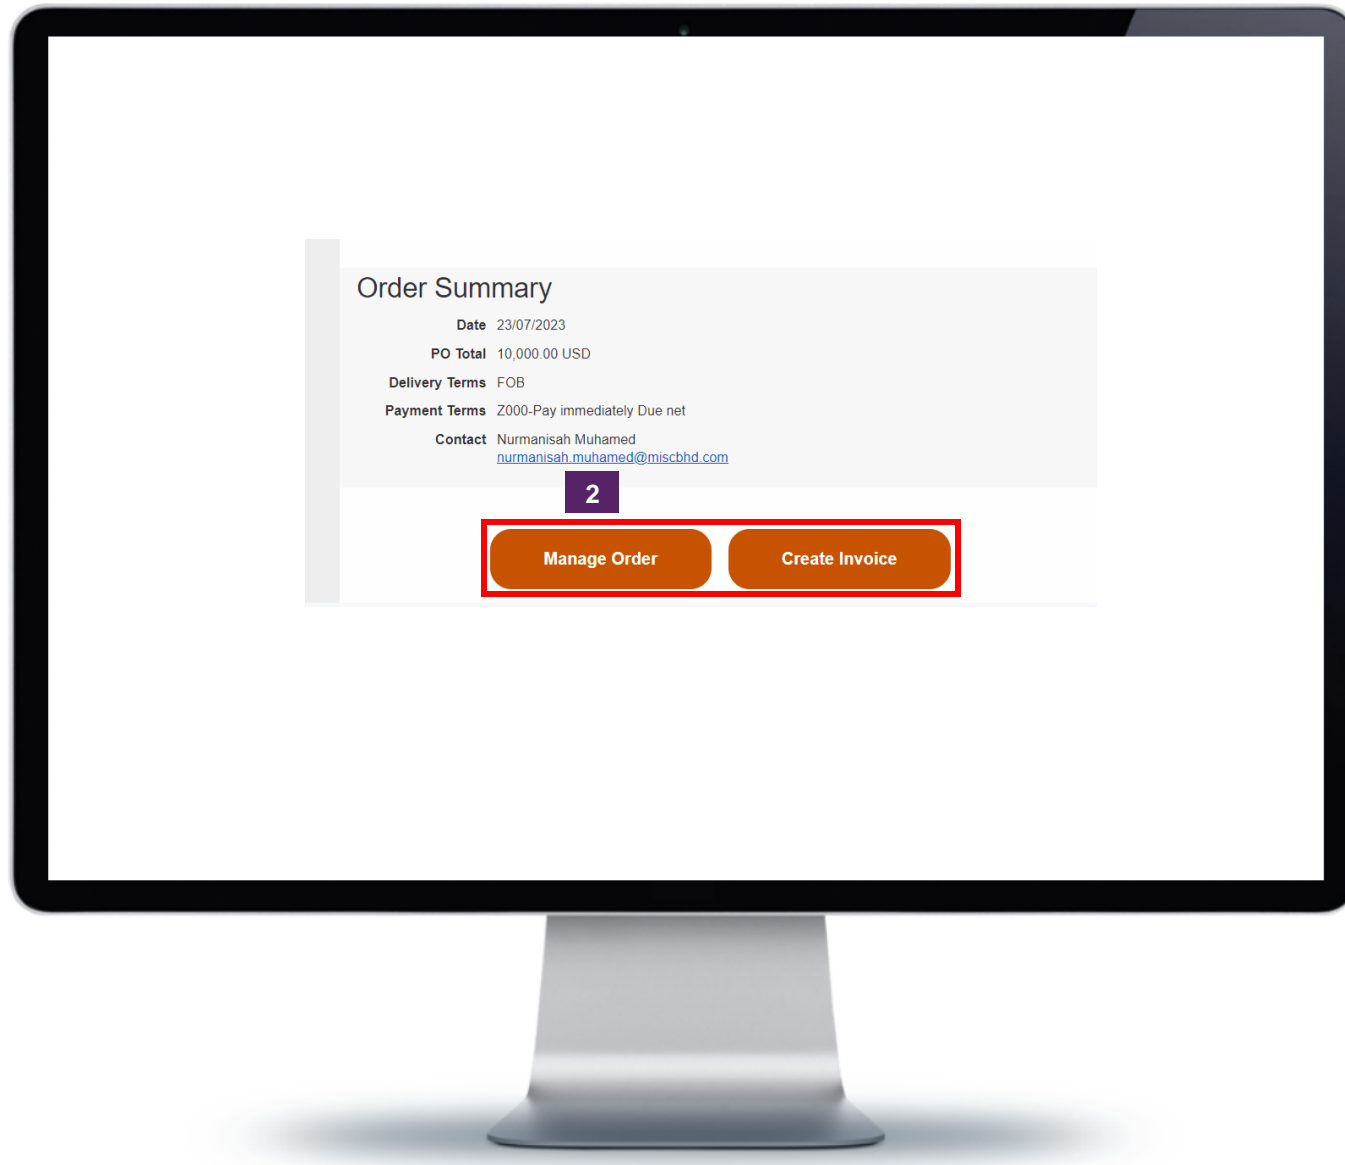 Order Summary
Date 23/07/2023
PO Total 10,000.00 USD
Delivery Terms FOB
Payment Terms Z000-Pay immediately Due net
Contact Nurmanisah Muhamed
nurmanisah.muhamed@miscbhd.com
2
Manage Order Create Invoice